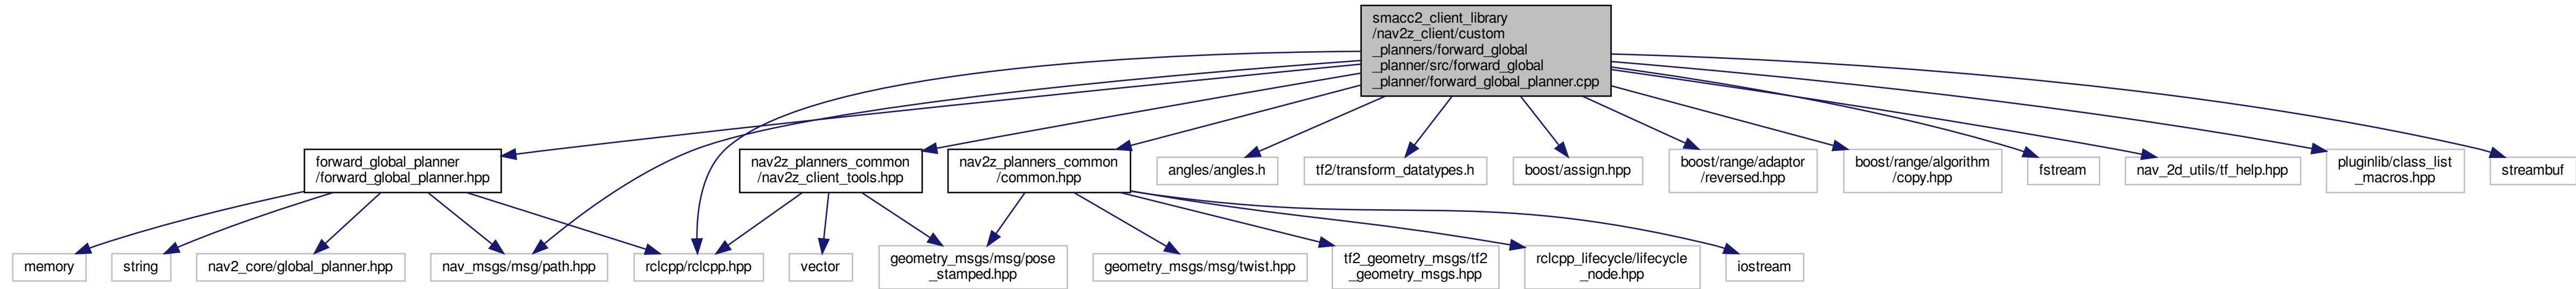 smacc2_client_library
/nav2z_client/custom
_planners/forward_global
_planner/src/forward_global
_planner/forward_global_planner.cpp
forward_global_planner
/forward_global_planner.hpp
nav2z_planners_common
/nav2z_client_tools.hpp
nav2z_planners_common
/common.hpp
angles/angles.h
tf2/transform_datatypes.h
boost/assign.hpp
boost/range/adaptor
/reversed.hpp
boost/range/algorithm
/copy.hpp
fstream
nav_2d_utils/tf_help.hpp
pluginlib/class_list
_macros.hpp
streambuf
memory
string
nav2_core/global_planner.hpp
nav_msgs/msg/path.hpp
rclcpp/rclcpp.hpp
vector
geometry_msgs/msg/pose
_stamped.hpp
geometry_msgs/msg/twist.hpp
tf2_geometry_msgs/tf2
_geometry_msgs.hpp
rclcpp_lifecycle/lifecycle
_node.hpp
iostream